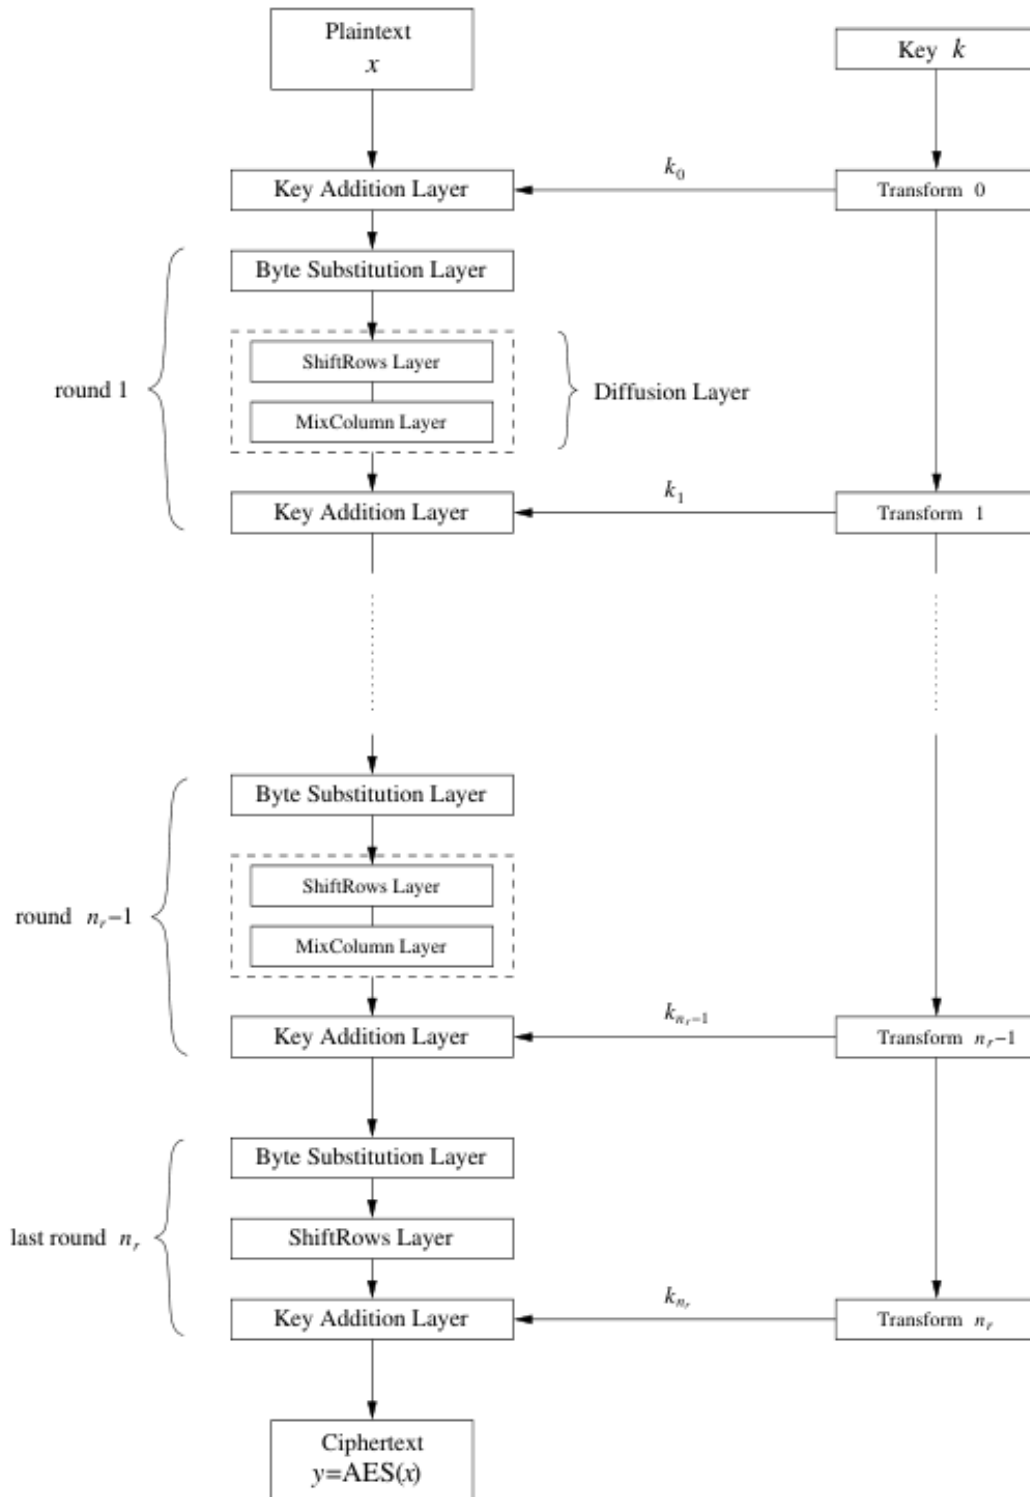 Plaintext
x
Key k
k₀
Key Addition Layer
Transform 0
Byte Substitution Layer
ShiftRows Layer
round 1
Diffusion Layer
MixColumn Layer
k₁
Key Addition Layer
Transform 1
Byte Substitution Layer
ShiftRows Layer
round nᵣ−1
MixColumn Layer
kₙᵣ₋₁
Key Addition Layer
Transform nᵣ−1
Byte Substitution Layer
last round nᵣ
ShiftRows Layer
kₙᵣ
Key Addition Layer
Transform nᵣ
Ciphertext
y=AES(x)